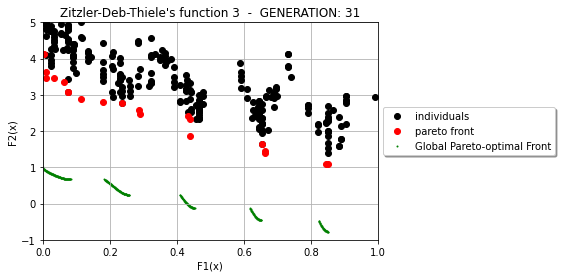 Zitzler-Deb-Thiele's function 3 - GENERATION: 31
5
4
3
2
1
0
−1
F2(x)
0.0 0.2 0.4 0.6 0.8 1.0
F1(x)
individuals
pareto front
Global Pareto-optimal Front